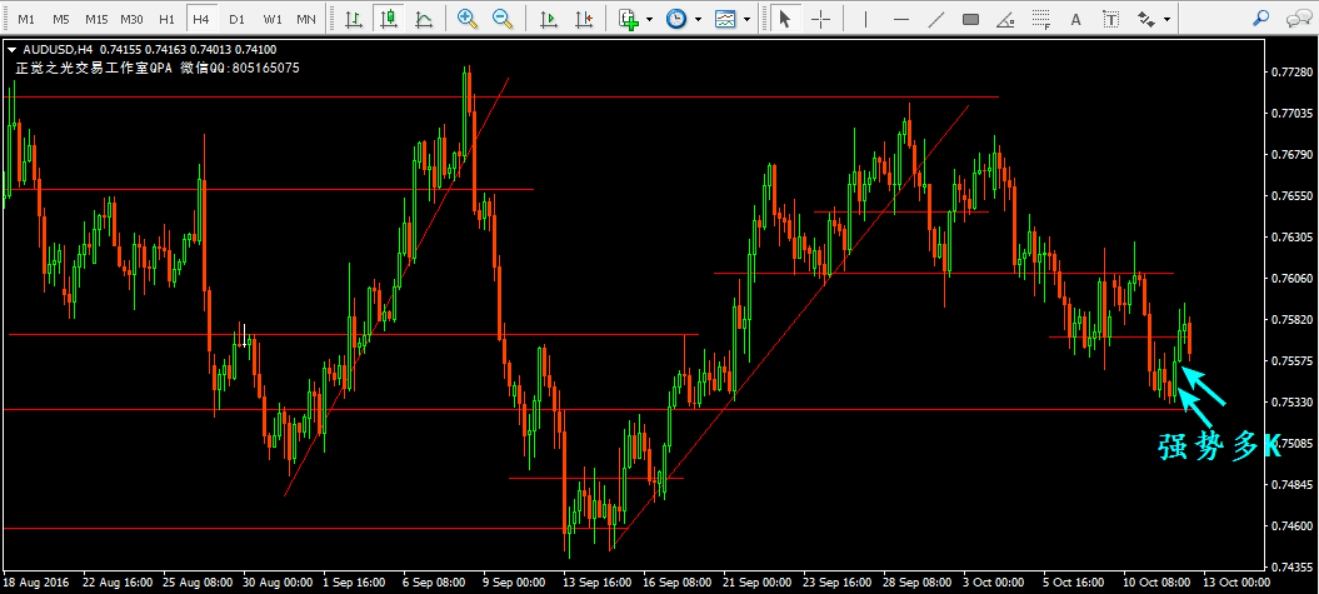 M1 M5 M15 M30 H1 H4 D1 W1 MN F A T
AUDUSD,H4 0.74155 0.74163 0.74013 0.74100
正觉之光交易工作室QPA 微信QQ:805165075
0.77280
0.77035
0.76790
0.76550
0.76305
0.76060
0.75820
0.75575
0.75330
0.75085
0.74845
0.74600
0.74355
强势多K
18 Aug 2016 22 Aug 16:00 25 Aug 08:00 30 Aug 00:00 1 Sep 16:00 6 Sep 08:00 9 Sep 00:00 13 Sep 16:00 16 Sep 08:00 21 Sep 00:00 23 Sep 16:00 28 Sep 08:00 3 Oct 00:00 5 Oct 16:00 10 Oct 08:00 13 Oct 00:00